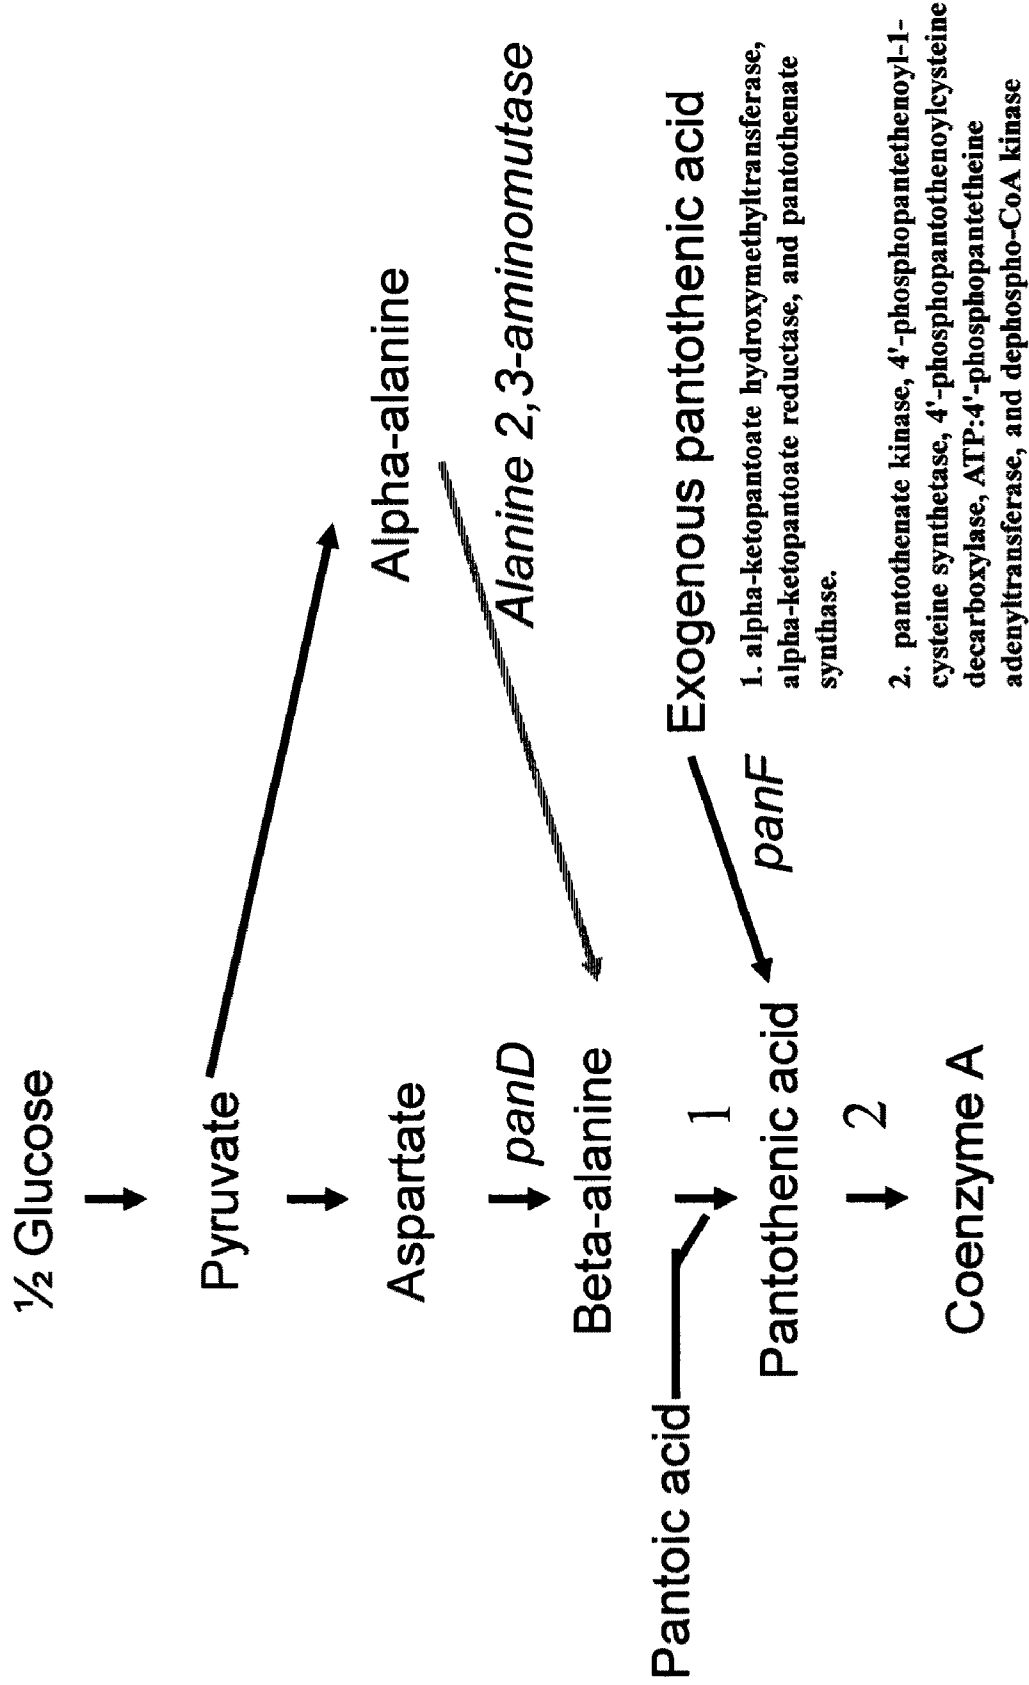 ½ Glucose
Pyruvate
Alpha-alanine
Aspartate
panD
Alanine 2,3-aminomutase
Beta-alanine
Pantoic acid
1
Exogenous pantothenic acid
panF
Pantothenic acid
1. alpha-ketopantoate hydroxymethyltransferase,
alpha-ketopantoate reductase, and pantothenate
synthase.
2
2. pantothenate kinase, 4'-phosphopantethenoyl-1-
cysteine synthetase, 4'-phosphopantothenoylcysteine
decarboxylase, ATP:4'-phosphopantetheine
adenyltransferase, and dephospho-CoA kinase
Coenzyme A